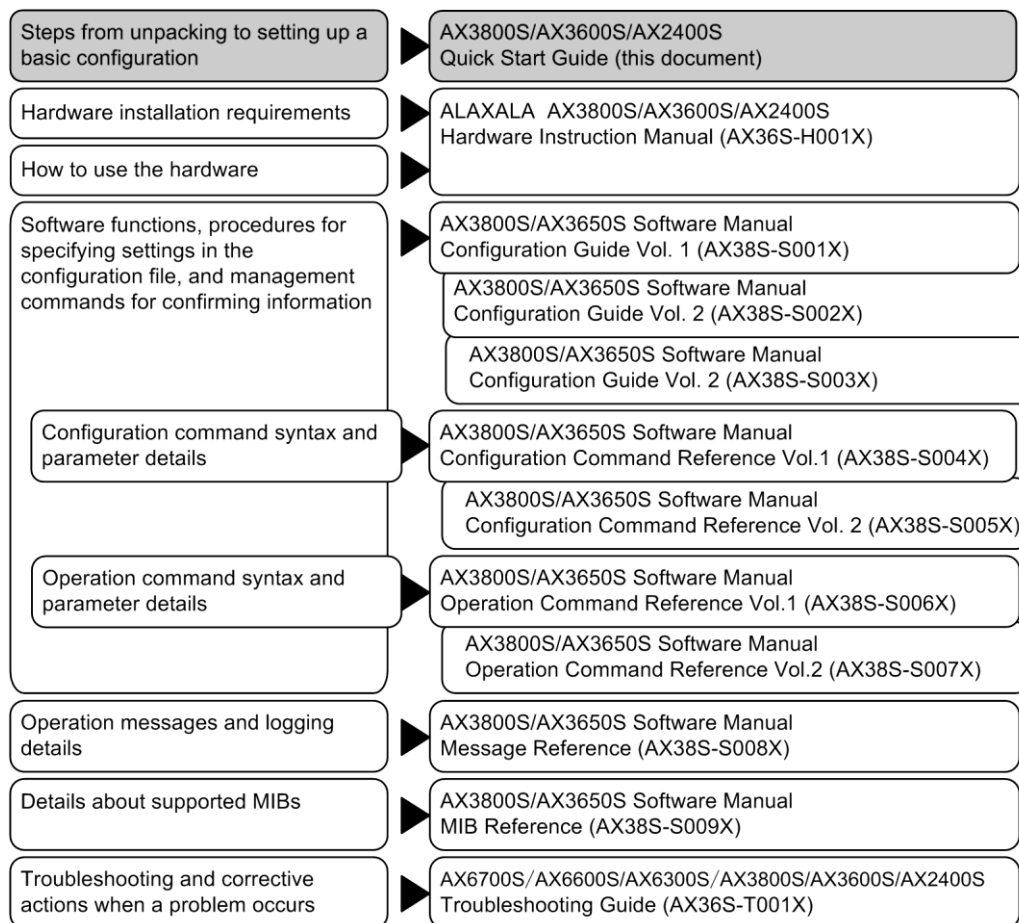 Steps from unpacking to setting up a
basic configuration
AX3800S/AX3600S/AX2400S
Quick Start Guide (this document)
Hardware installation requirements
ALAXALA  AX3800S/AX3600S/AX2400S
Hardware Instruction Manual (AX36S-H001X)
How to use the hardware
Software functions, procedures for
specifying settings in the
configuration file, and management
commands for confirming information
AX3800S/AX3650S Software Manual
Configuration Guide Vol. 1 (AX38S-S001X)
AX3800S/AX3650S Software Manual
Configuration Guide Vol. 2 (AX38S-S002X)
AX3800S/AX3650S Software Manual
Configuration Guide Vol. 2 (AX38S-S003X)
Configuration command syntax and
parameter details
AX3800S/AX3650S Software Manual
Configuration Command Reference Vol.1 (AX38S-S004X)
AX3800S/AX3650S Software Manual
Configuration Command Reference Vol. 2 (AX38S-S005X)
Operation command syntax and
parameter details
AX3800S/AX3650S Software Manual
Operation Command Reference Vol.1 (AX38S-S006X)
AX3800S/AX3650S Software Manual
Operation Command Reference Vol.2 (AX38S-S007X)
Operation messages and logging
details
AX3800S/AX3650S Software Manual
Message Reference (AX38S-S008X)
Details about supported MIBs
AX3800S/AX3650S Software Manual
MIB Reference (AX38S-S009X)
Troubleshooting and corrective
actions when a problem occurs
AX6700S/AX6600S/AX6300S/AX3800S/AX3600S/AX2400S
Troubleshooting Guide (AX36S-T001X)